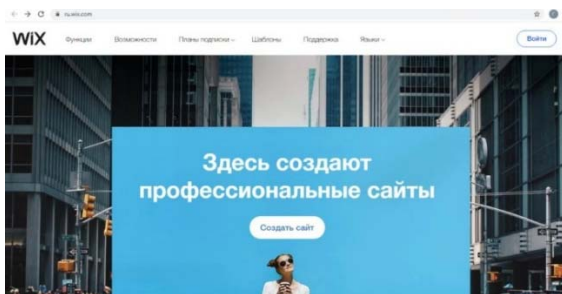 ru.wix.com
WiX Функции Возможности Планы подписки Шаблоны Поддержка Языки Войти
Здесь создают
профессиональные сайты
Создать сайт